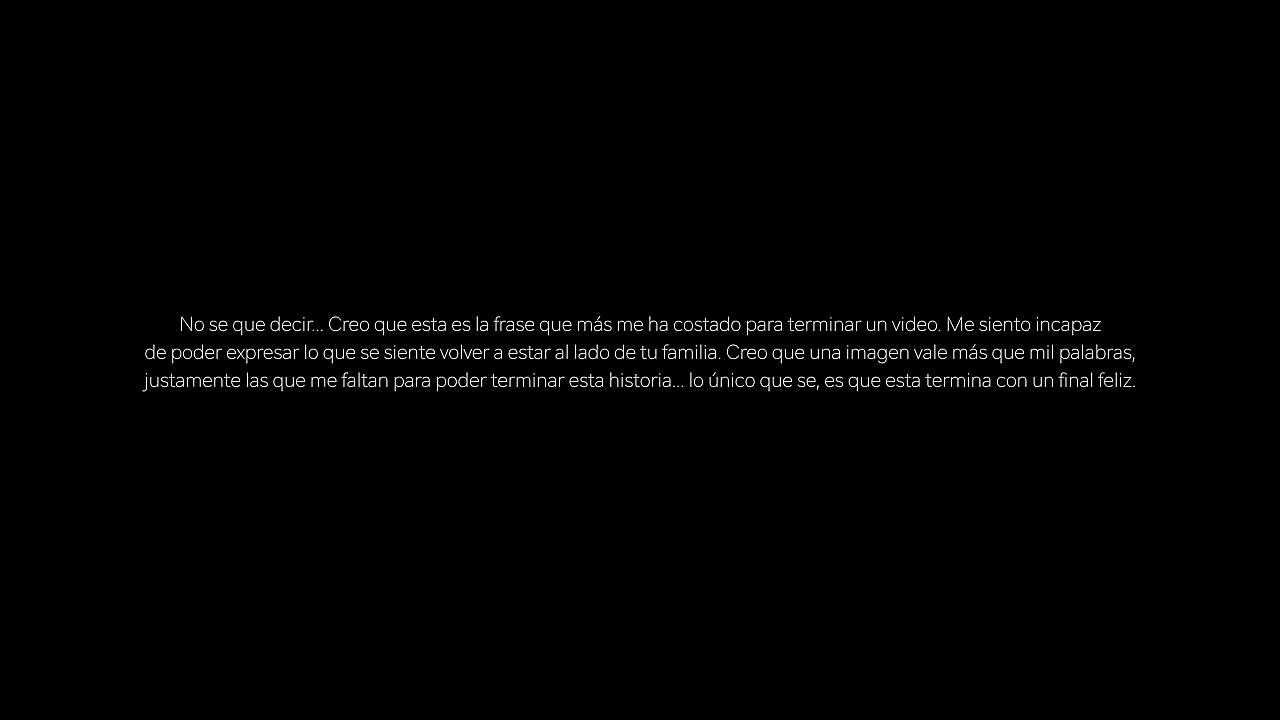 No se que decir... Creo que esta es la frase que más me ha costado para terminar un video. Me siento incapaz
de poder expresar lo que se siente volver a estar al lado de tu familia. Creo que una imagen vale más que mil palabras,
justamente las que me faltan para poder terminar esta historia... lo único que se, es que esta termina con un final feliz.